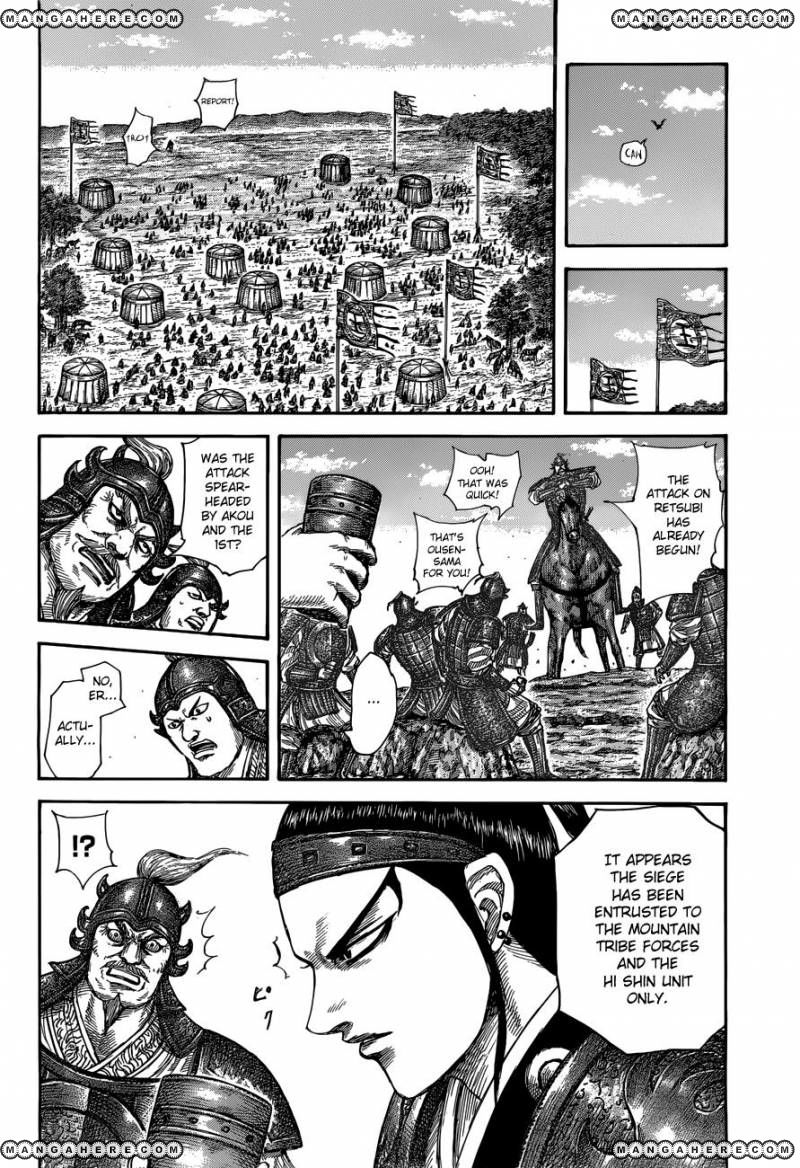 MANGAHERE.COM
MANGAHERE.COM
CAN
REPORT!
TROT
THE
ATTACK ON
RETSUBI
HAS
ALREADY
BEGUN!
OOH!
THAT WAS
QUICK!
THAT'S
OUSEN-
SAMA
FOR YOU!
...
WAS THE
ATTACK
SPEAR-
HEADED
BY AKOU
AND THE
1ST?
NO,
ER...
ACTU-
ALLY...
IT APPEARS
THE SIEGE
HAS BEEN
ENTRUSTED TO
THE MOUNTAIN
TRIBE FORCES
AND THE
HI SHIN UNIT
ONLY.
ピク
!?
MANGAHERE.COM
MANGAHERE.COM